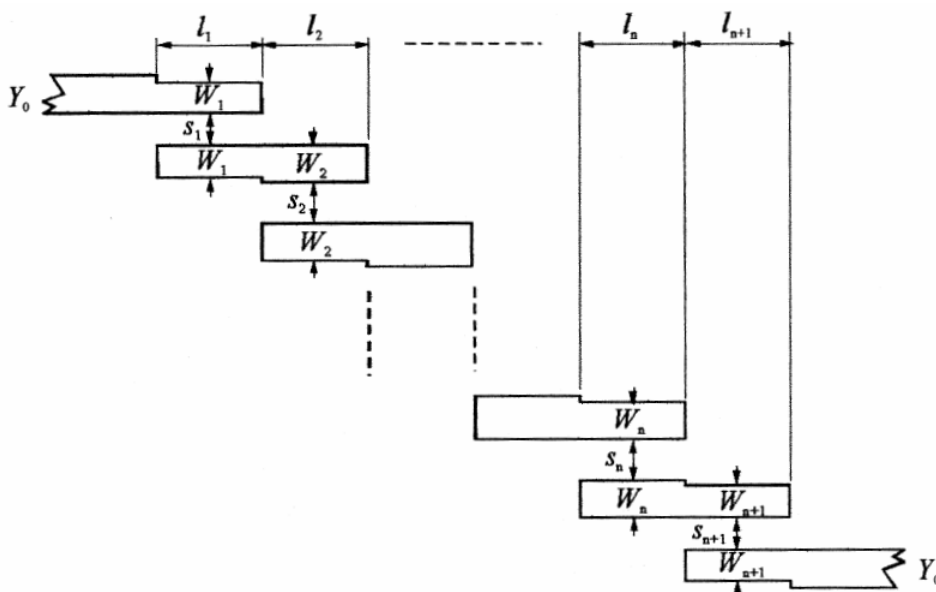 l₁ l₂ lₙ lₙ₊₁
Y₀ W₁
s₁
W₁ W₂
s₂
W₂
Wₙ
sₙ
Wₙ Wₙ₊₁
sₙ₊₁
Wₙ₊₁ Y₀